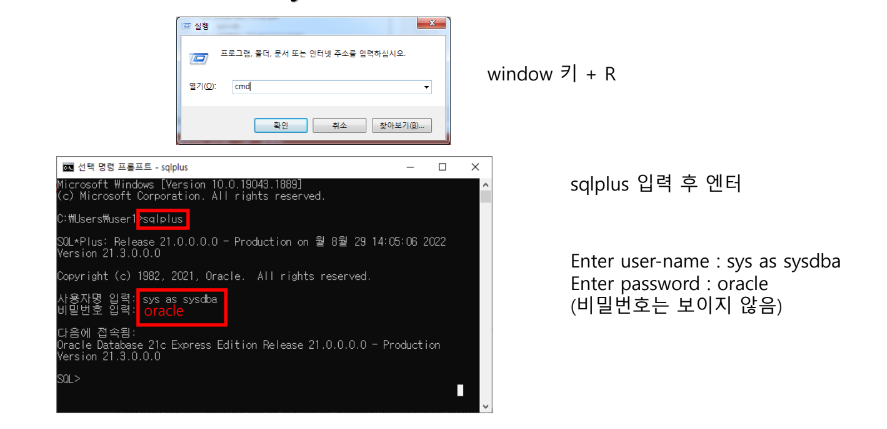 실행
프로그램, 폴더, 문서 또는 인터넷 주소를 입력하십시오.
열기(O): cmd
확인 취소 찾아보기(B)...
window 키 + R
선택 명령 프롬프트 - sqlplus
Microsoft Windows [Version 10.0.19043.1889]
(c) Microsoft Corporation. All rights reserved.
C:₩Users₩user1>sqlplus
SQL*Plus: Release 21.0.0.0.0 - Production on 월 8월 29 14:05:06 2022
Version 21.3.0.0.0
Copyright (c) 1982, 2021, Oracle. All rights reserved.
사용자명 입력: sys as sysdba
비밀번호 입력: oracle
다음에 접속됨:
Oracle Database 21c Express Edition Release 21.0.0.0.0 - Production
Version 21.3.0.0.0
SQL>
sqlplus 입력 후 엔터
Enter user-name : sys as sysdba
Enter password : oracle
(비밀번호는 보이지 않음)